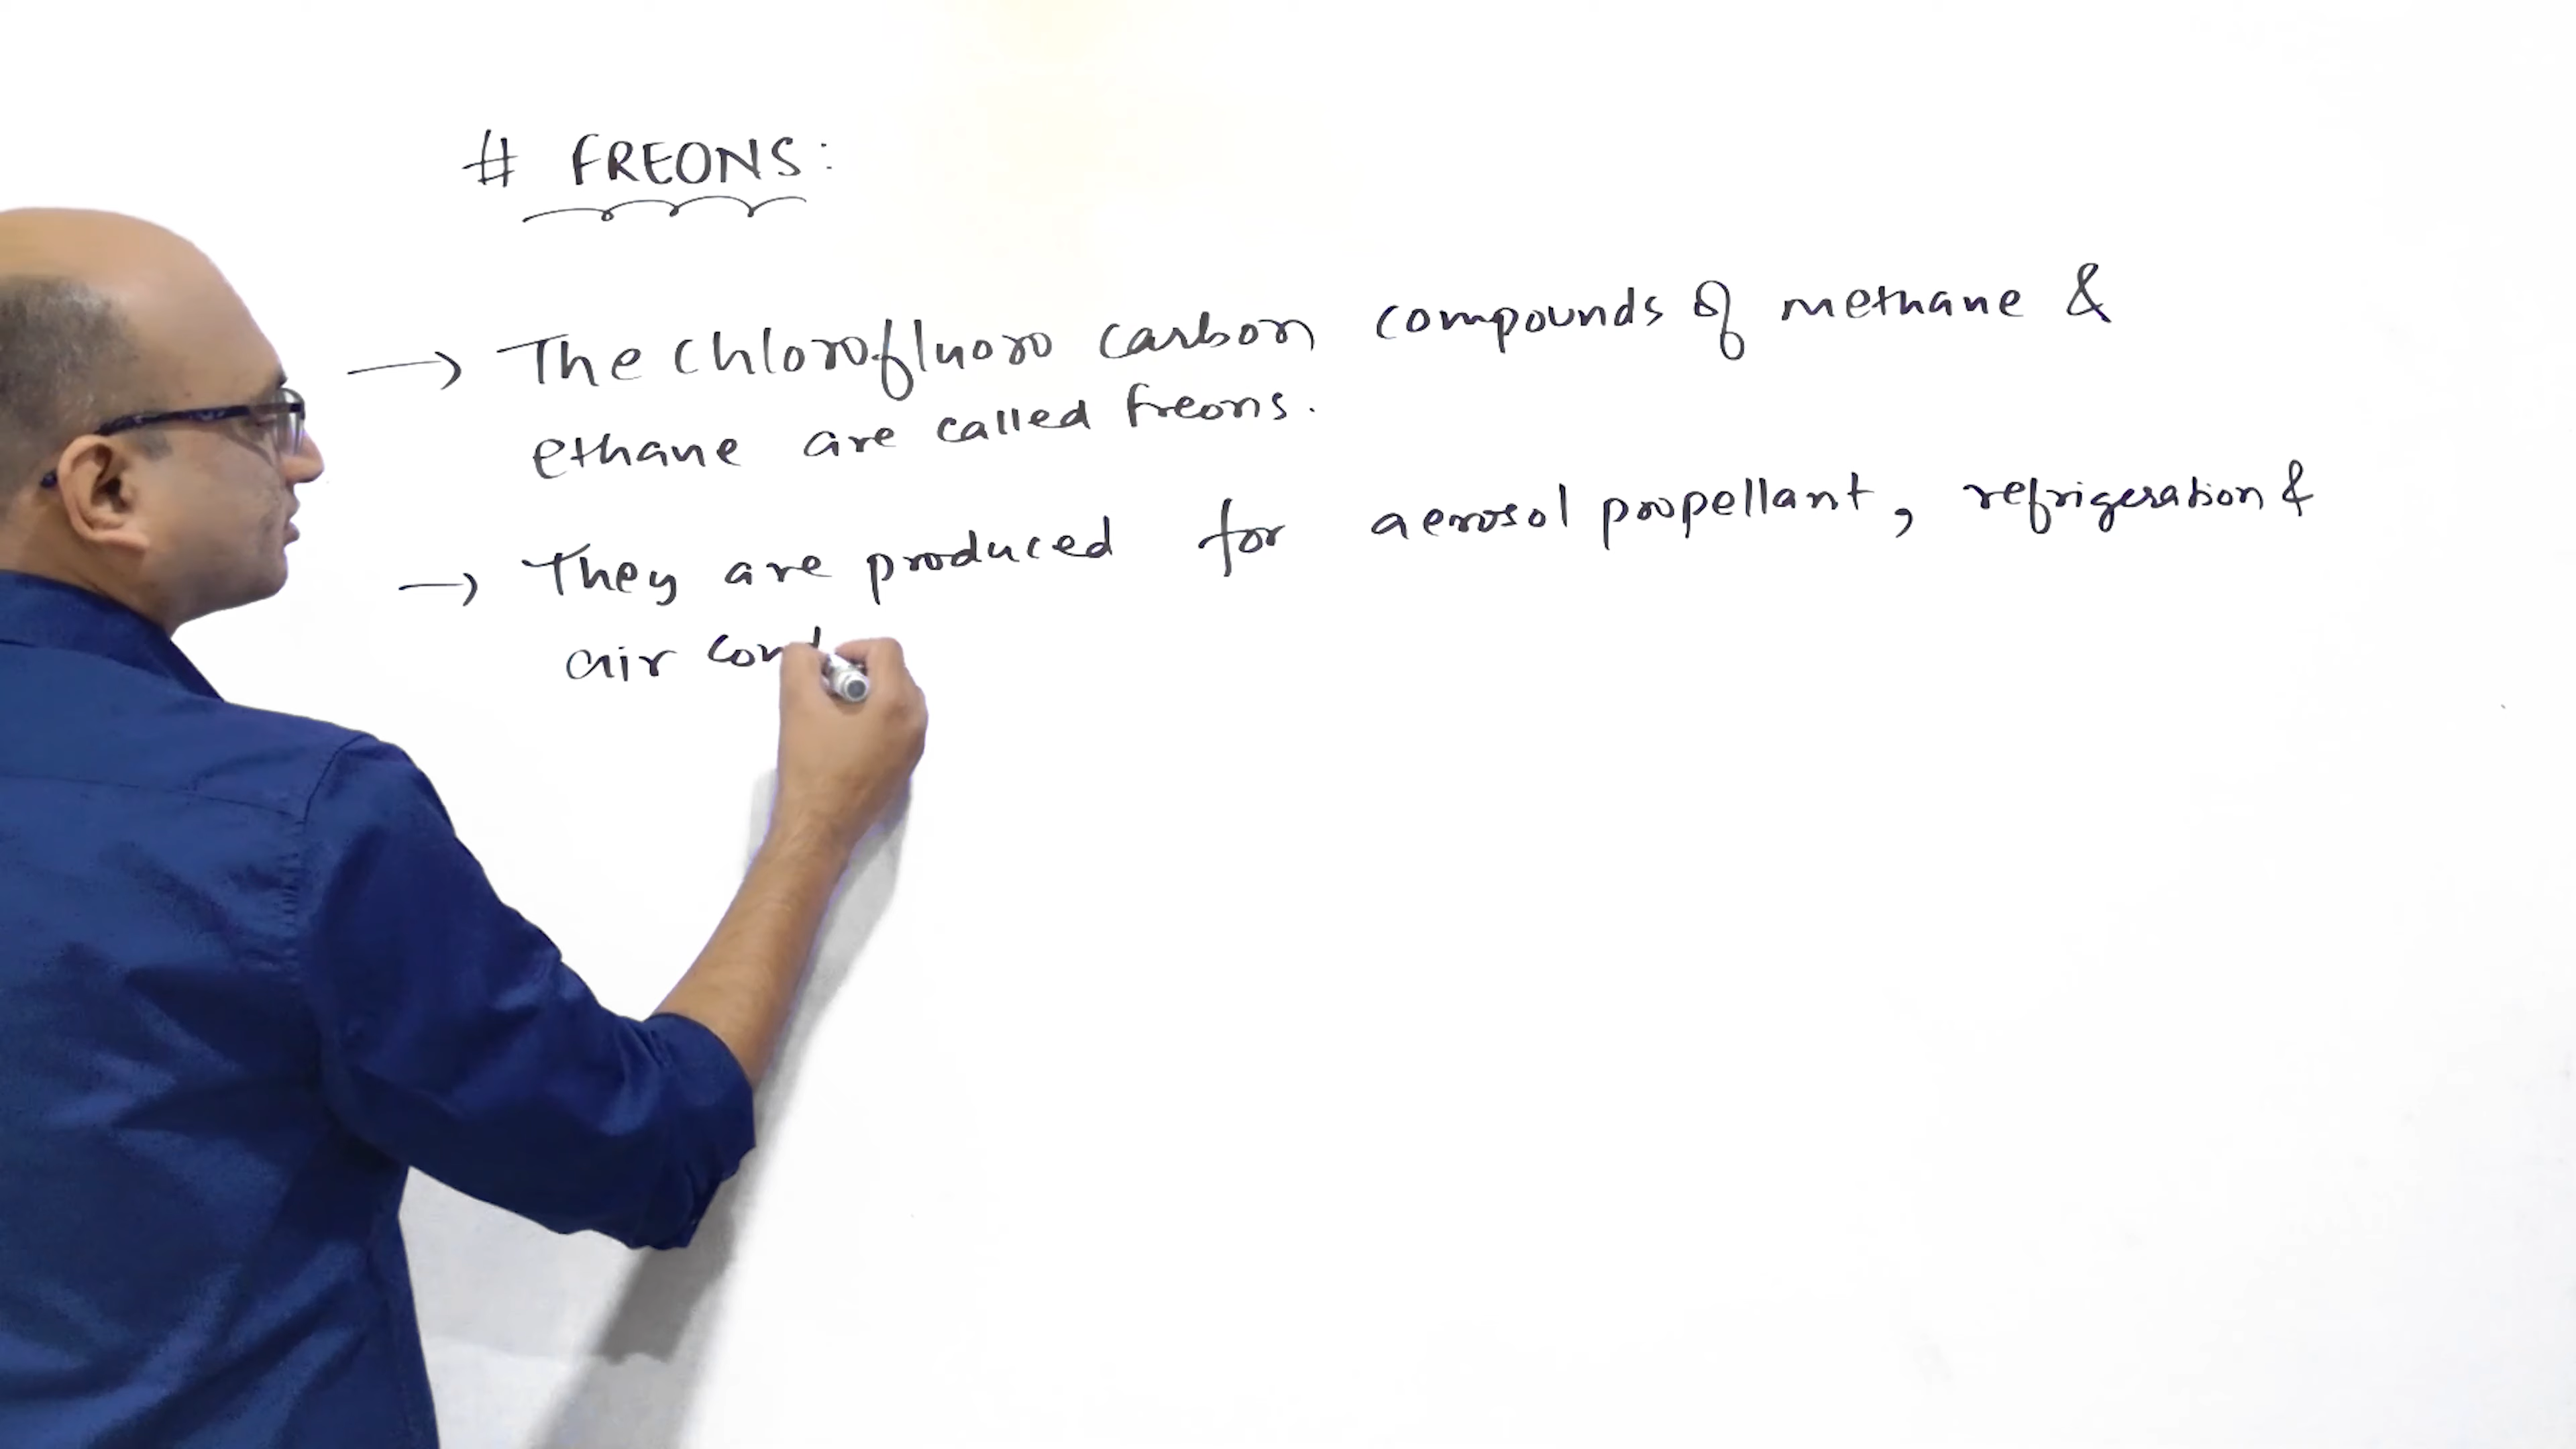 # FREONS:
→ The chlorofluoro carbon compounds of methane &
ethane are called freons.
→ They are produced for aerosol propellant, refrigeration &
air cond